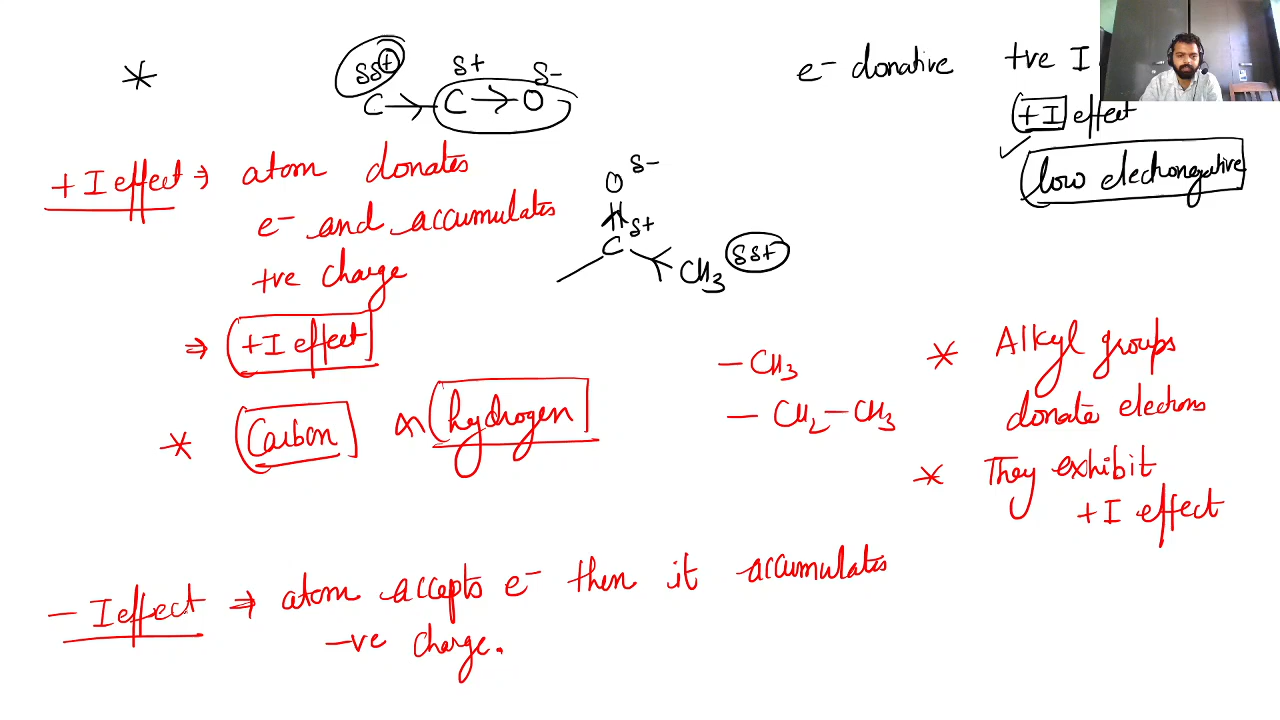 * δδ+ δ+ δ-
C → C → O
e- donative +ve I
+I effect
low electronegative
+ I effect ⇒ atom donates
e- and accumulates
+ve charge
⇒ + I effect
* Carbon or hydrogen
O δ-
C δ+
CH3 δδ+
- CH3
- CH2 - CH3
* Alkyl groups
donate electrons
* They exhibit
+ I effect
- I effect ⇒ atom accepts e- then it accumulates
-ve charge.